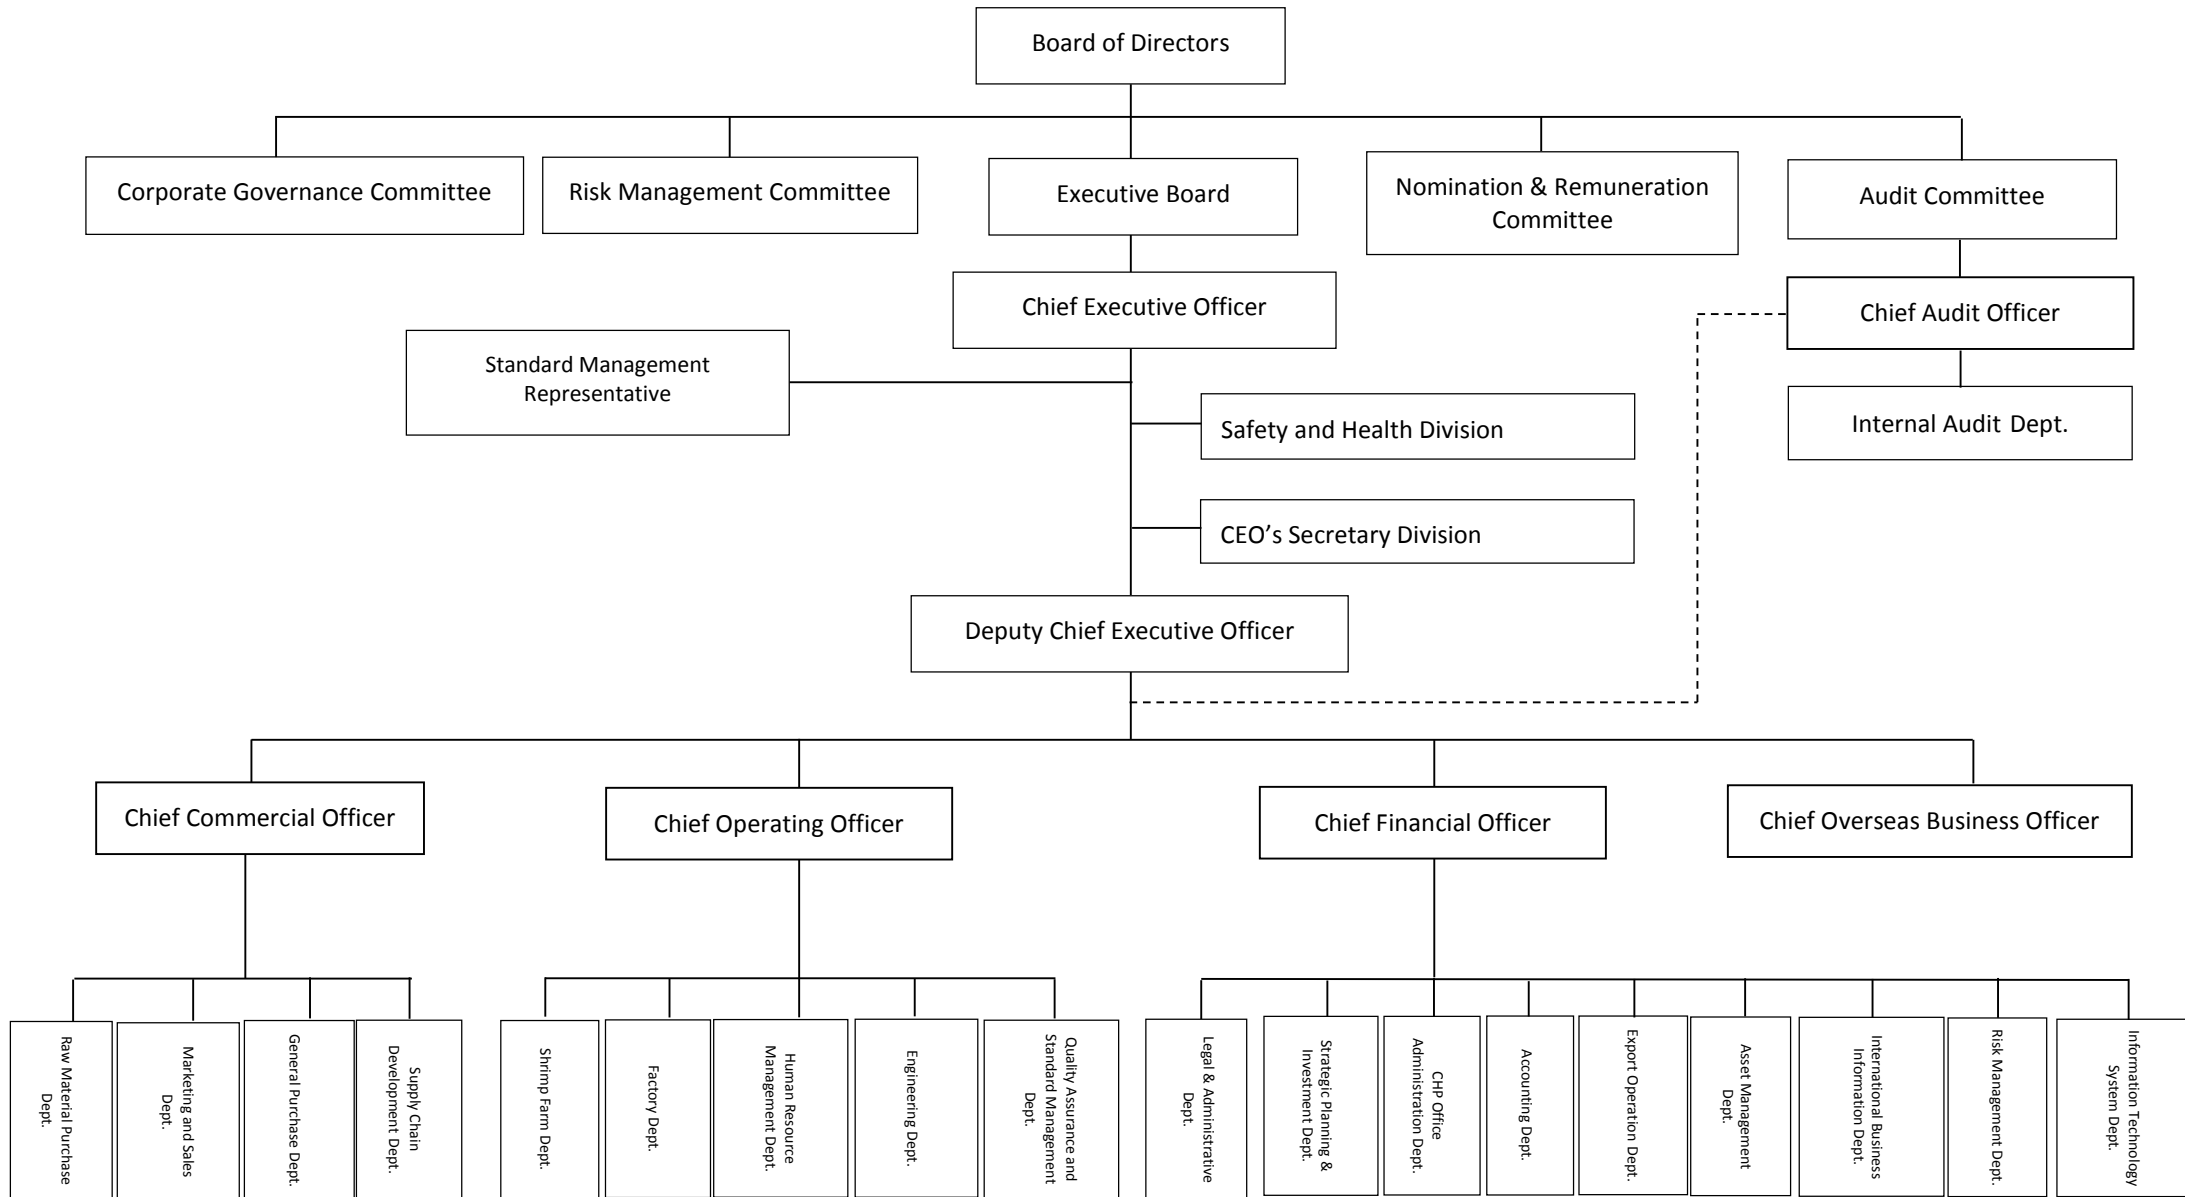 Board of Directors
Corporate Governance Committee
Risk Management Committee
Executive Board
Nomination & Remuneration
Committee
Audit Committee
Chief Executive Officer
Chief Audit Officer
Standard Management
Representative
Safety and Health Division
Internal Audit Dept.
CEO’s Secretary Division
Deputy Chief Executive Officer
Chief Commercial Officer
Chief Operating Officer
Chief Financial Officer
Chief Overseas Business Officer
Raw Material Purchase
Dept.
Marketing and Sales
Dept.
General Purchase Dept.
Supply Chain
Development Dept.
Shrimp Farm Dept.
Factory Dept.
Human Resource
Management Dept.
Engineering Dept.
Quality Assurance and
Standard Management
Dept.
Legal & Administrative
Dept.
Strategic Planning &
Investment Dept.
CHP Office
Administration Dept.
Accounting Dept.
Export Operation Dept.
Asset Management
Dept.
International Business
Information Dept.
Risk Management Dept.
Information Technology
System Dept.